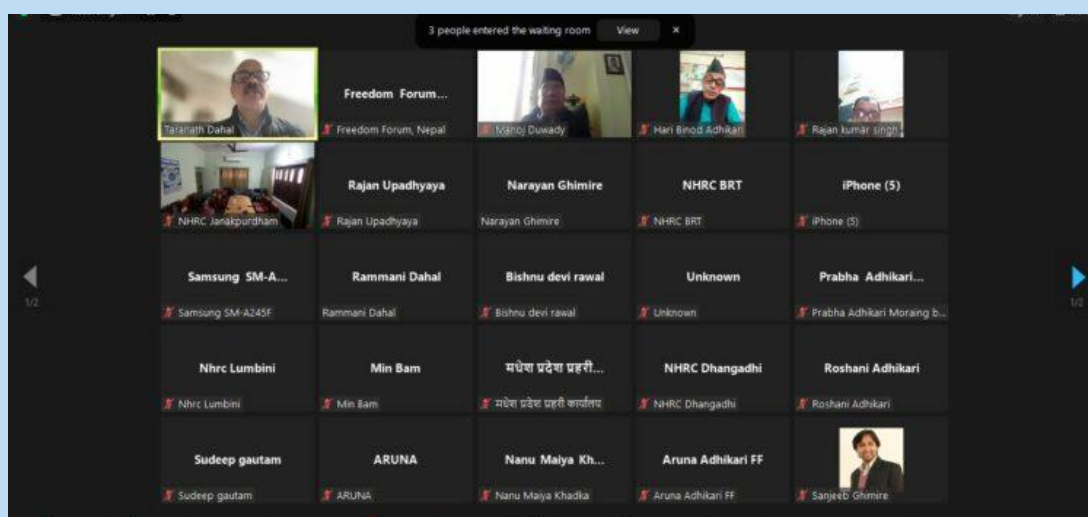 3 people entered the waiting room View ×
Taranath Dahal
Freedom Forum...
Freedom Forum, Nepal
Manoj Duwady
Hari Binod Adhikari
Rajan kumar singh
NHRC Janakpurdham
Rajan Upadhyaya
Rajan Upadhyaya
Narayan Ghimire
Narayan Ghimire
NHRC BRT
NHRC BRT
iPhone (5)
iPhone (5)
Samsung SM-A...
Samsung SM-A245F
Rammani Dahal
Rammani Dahal
Bishnu devi rawal
Bishnu devi rawal
Unknown
Unknown
Prabha Adhikari...
Prabha Adhikari Moraing b...
1/2
1/2
Nhrc Lumbini
Nhrc Lumbini
Min Bam
Min Bam
मधेश प्रदेश प्रहरी...
मधेश प्रदेश प्रहरी कार्यालय
NHRC Dhangadhi
NHRC Dhangadhi
Roshani Adhikari
Roshani Adhikari
Sudeep gautam
Sudeep gautam
ARUNA
ARUNA
Nanu Maiya Kh...
Nanu Maiya Khadka
Aruna Adhikari FF
Aruna Adhikari FF
Sanjeeb Ghimire